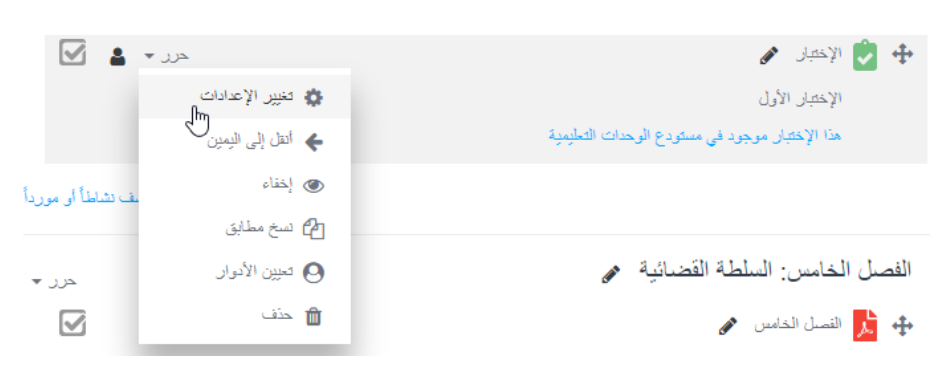 الإختبار
حرر
الإختبار الأول
هذا الإختبار موجود في مستودع الوحدات التعليمية
تغيير الإعدادات
أنقل إلى اليمين
إخفاء
نسخ مطابق
تعيين الأدوار
حذف
نشاطاً أو مورداً
الفصل الخامس: السلطة القضائية
حرر
الفصل الخامس